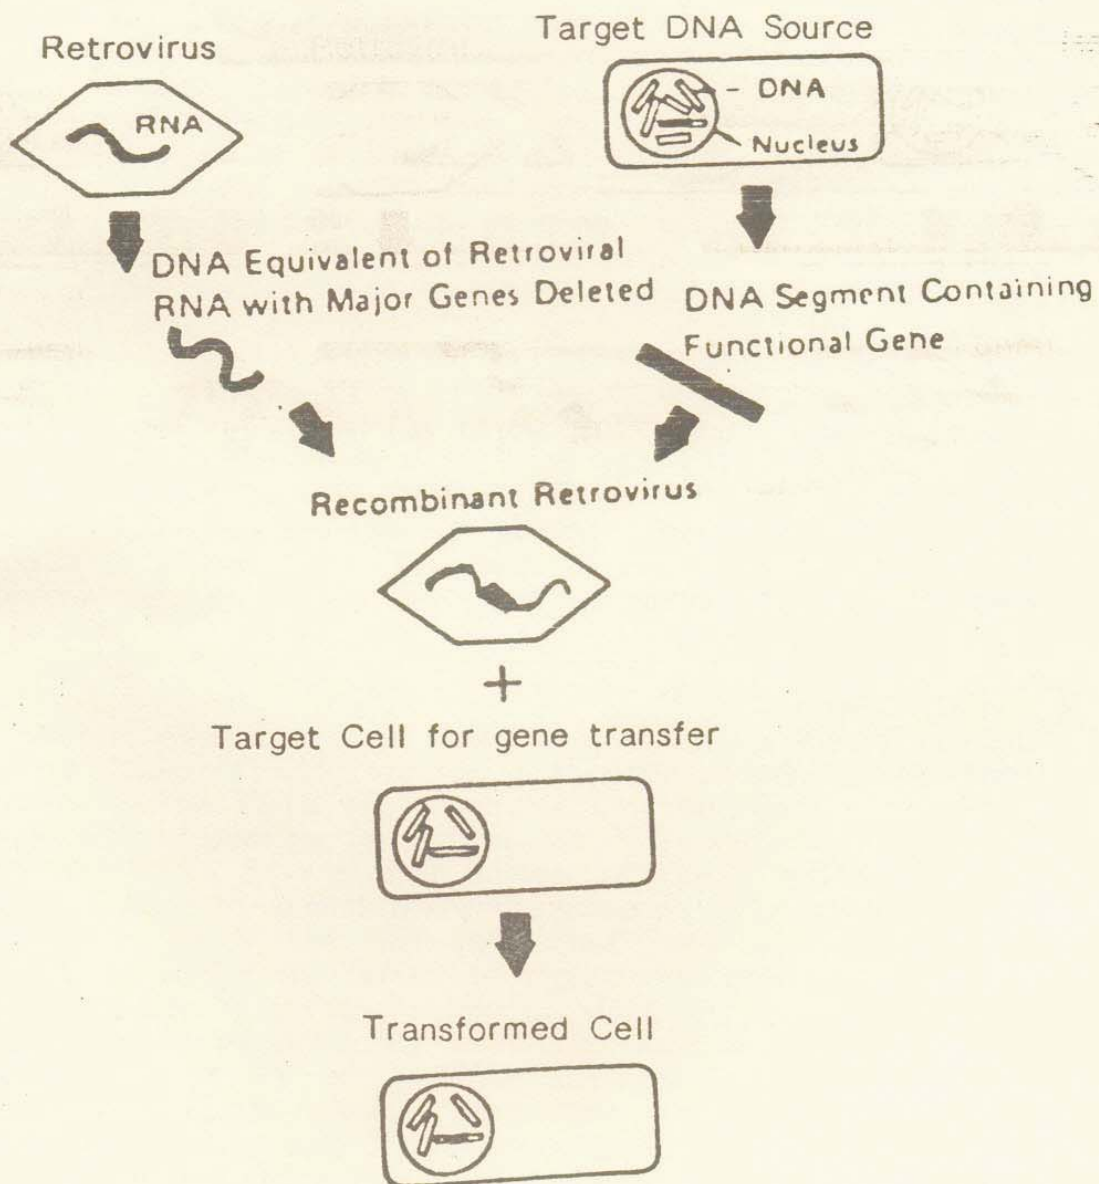 Retrovirus
Target DNA Source
RNA
- DNA
Nucleus
DNA Equivalent of Retroviral
RNA with Major Genes Deleted
DNA Segment Containing
Functional Gene
Recombinant Retrovirus
+
Target Cell for gene transfer
Transformed Cell